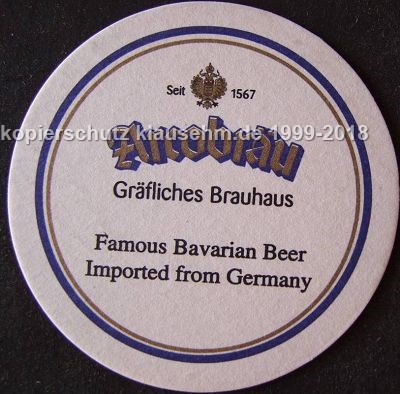 Seit 1567
kopierschutz klausehm.de 1999-2018
Arcobräu
Gräfliches Brauhaus
Famous Bavarian Beer
Imported from Germany